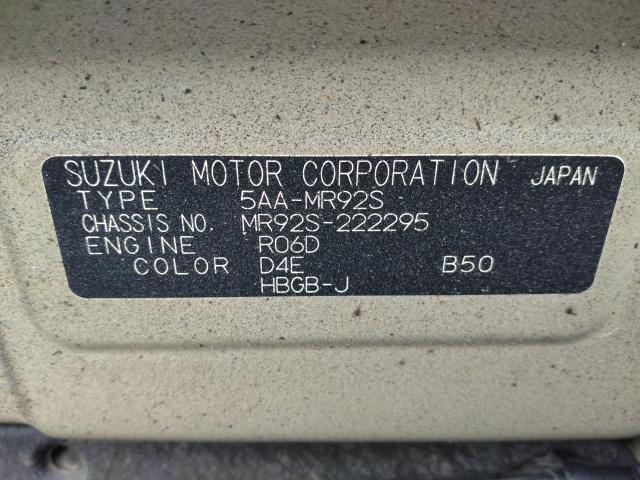 SUZUKI MOTOR CORPORATION JAPAN
TYPE 5AA-MR92S
CHASSIS NO. MR92S-222295
ENGINE R06D
COLOR D4E B50
HBGB-J